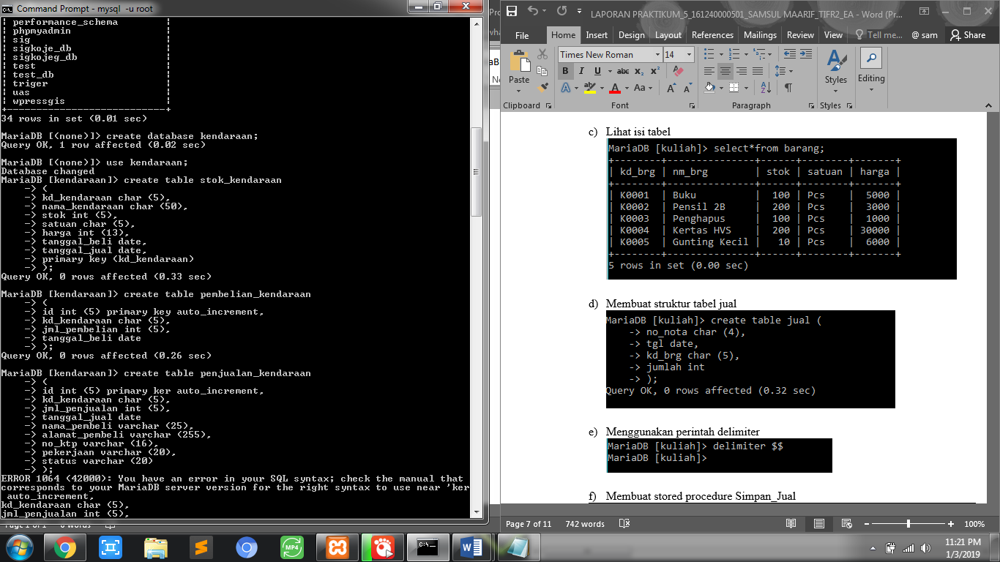 Command Prompt - mysql  -u root
| performance_schema |
| phpmyadmin |
| sig |
| sigkoje_db |
| sigkojeg_db |
| test |
| test_db |
| triger |
| uas |
| wpressgis |
+----------------------------+
34 rows in set (0.01 sec)
MariaDB [(none)]> create database kendaraan;
Query OK, 1 row affected (0.02 sec)
MariaDB [(none)]> use kendaraan;
Database changed
MariaDB [kendaraan]> create table stok_kendaraan
-> (
-> kd_kendaraan char (5),
-> nama_kendaraan char (50),
-> stok int (5),
-> satuan char (5),
-> harga int (13),
-> tanggal_beli date,
-> tanggal_jual date,
-> primary key (kd_kendaraan)
-> );
Query OK, 0 rows affected (0.33 sec)
MariaDB [kendaraan]> create table pembelian_kendaraan
-> (
-> id int (5) primary key auto_increment,
-> kd_kendaraan char (5),
-> jml_pembelian int (5),
-> tanggal_beli date
-> );
Query OK, 0 rows affected (0.26 sec)
MariaDB [kendaraan]> create table penjualan_kendaraan
-> (
-> id int (5) primary ker auto_increment,
-> kd_kendaraan char (5),
-> jml_penjualan int (5),
-> tanggal_jual date
-> nama_pembeli varchar (25),
-> alamat_pembeli varchar (255),
-> no_ktp varchar (16),
-> pekerjaan varchar (20),
-> status varchar (20)
-> );
ERROR 1064 (42000): You have an error in your SQL syntax; check the manual that
corresponds to your MariaDB server version for the right syntax to use near 'ker
auto_increment,
kd_kendaraan char (5),
jml_penjualan int (5),
LAPORAN PRAKTIKUM_5_161240000501_SAMSUL MAARIF_TIFR2_EA - Word (Pr...
File Home Insert Design Layout References Mailings Review View Tell me... @ sam Share
Times New Roman 14
Paste
B I U abc x₂ x²
A ab A Aa A A
Styles
Editing
Clipboard Font Paragraph Styles
c) Lihat isi tabel
MariaDB [kuliah]> select*from barang;
| kd_brg | nm_brg | stok | satuan | harga |
| K0001 | Buku | 100 | Pcs | 5000 |
| K0002 | Pensil 2B | 200 | Pcs | 3000 |
| K0003 | Penghapus | 100 | Pcs | 1000 |
| K0004 | Kertas HVS | 200 | Pcs | 30000 |
| K0005 | Gunting Kecil | 10 | Pcs | 6000 |
5 rows in set (0.00 sec)
d) Membuat struktur tabel jual
MariaDB [kuliah]> create table jual (
-> no_nota char (4),
-> tgl date,
-> kd_brg char (5),
-> jumlah int
-> );
Query OK, 0 rows affected (0.32 sec)
e) Menggunakan perintah delimiter
MariaDB [kuliah]> delimiter $$
MariaDB [kuliah]>
f) Membuat stored procedure Simpan_Jual
Page 7 of 11 742 words 100%
MP4
W
11:21 PM
1/3/2019